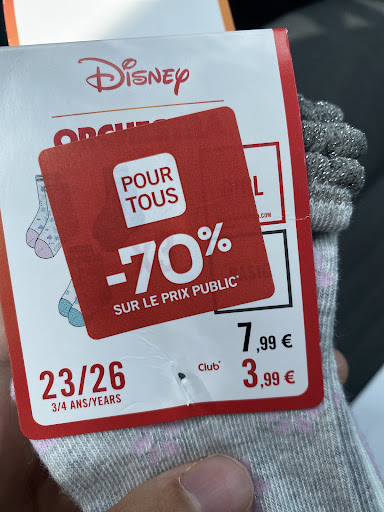 Disney
POUR
TOUS
-70%
SUR LE PRIX PUBLIC*
7,99 €
23/26
Club* 3,99 €
3/4 ANS/YEARS